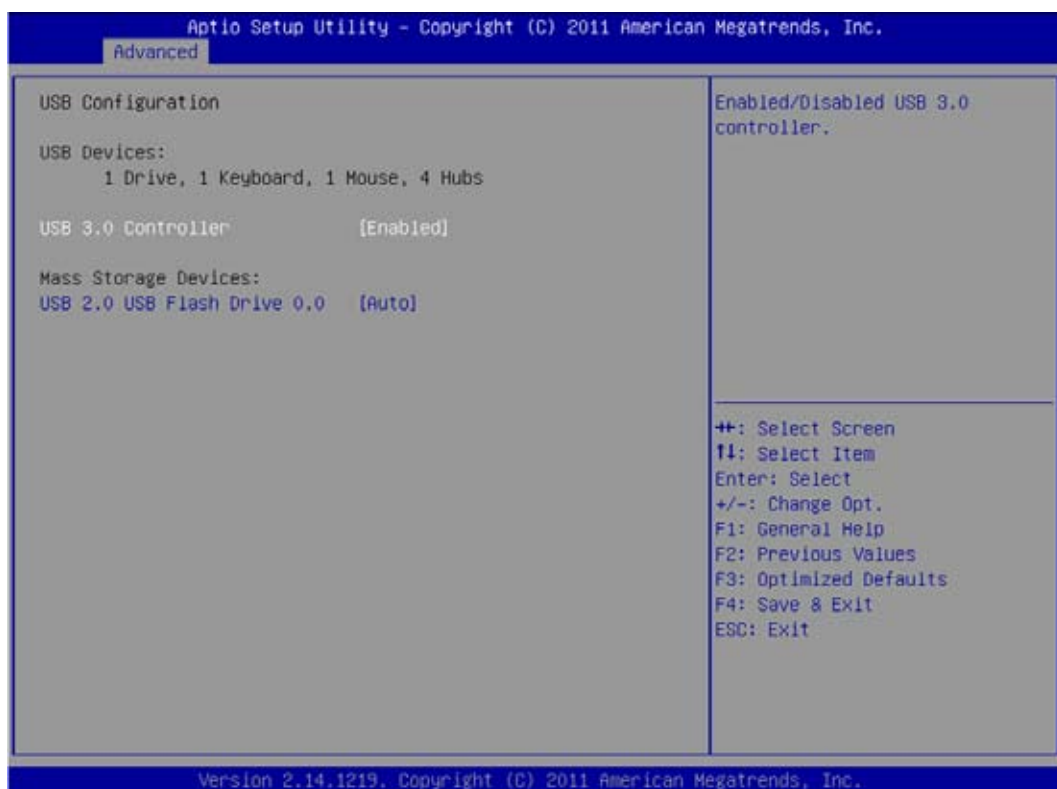 Aptio Setup Utility – Copyright (C) 2011 American Megatrends, Inc.
Advanced
USB Configuration
USB Devices:
1 Drive, 1 Keyboard, 1 Mouse, 4 Hubs
USB 3.0 Controller [Enabled]
Mass Storage Devices:
USB 2.0 USB Flash Drive 0.0 [Auto]
Enabled/Disabled USB 3.0
controller.
→←: Select Screen
↑↓: Select Item
Enter: Select
+/-: Change Opt.
F1: General Help
F2: Previous Values
F3: Optimized Defaults
F4: Save & Exit
ESC: Exit
Version 2.14.1219. Copyright (C) 2011 American Megatrends, Inc.